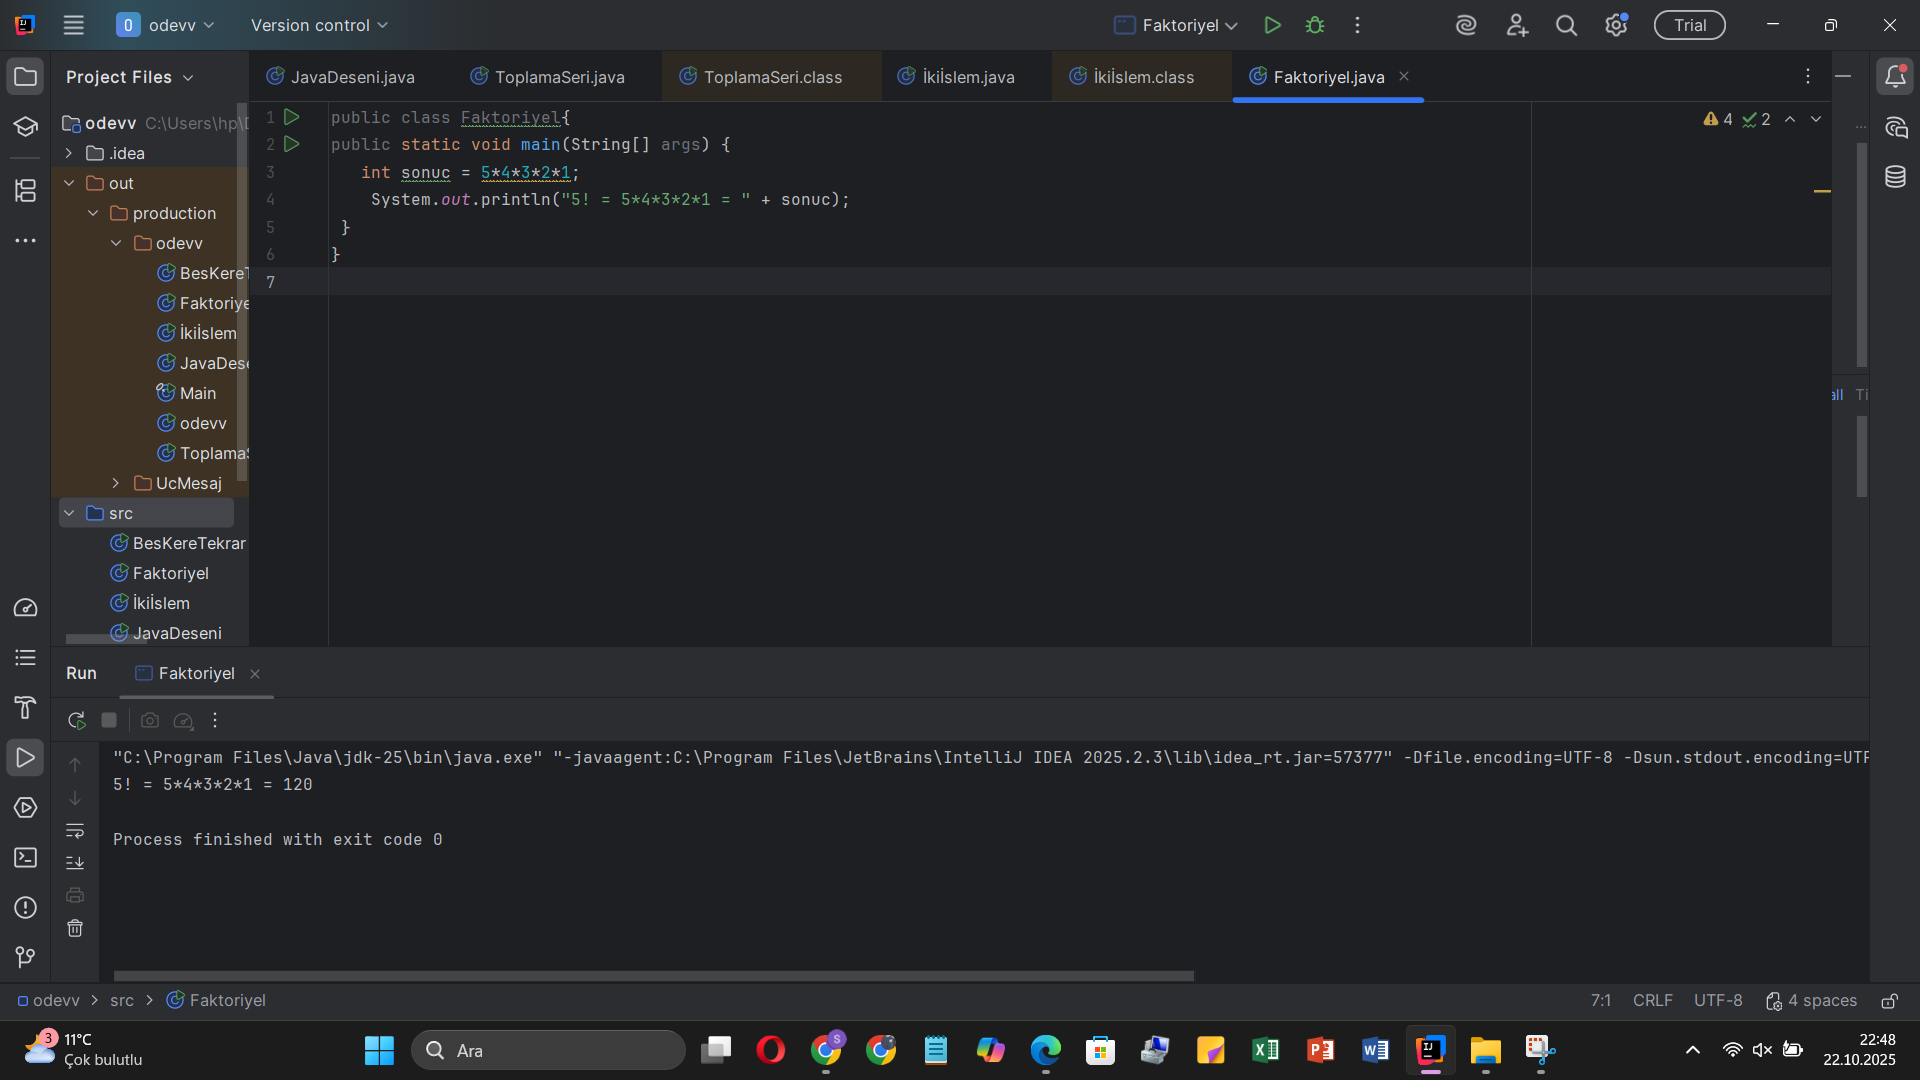 odevv
Version control
Faktoriyel
Trial
Project Files
JavaDeseni.java
ToplamaSeri.java
ToplamaSeri.class
İkiİslem.java
İkiİslem.class
Faktoriyel.java
odevv C:\Users\hp\
.idea
out
production
odevv
BesKere
Faktoriye
İkiİslem
JavaDese
Main
odevv
Toplama
UcMesaj
src
BesKereTekrar
Faktoriyel
İkiİslem
JavaDeseni
1 public class Faktoriyel{
2 public static void main(String[] args) {
3 int sonuc = 5*4*3*2*1;
4 System.out.println("5! = 5*4*3*2*1 = " + sonuc);
5 }
6 }
7
4 2
Ti
Run
Faktoriyel
"C:\Program Files\Java\jdk-25\bin\java.exe" "-javaagent:C:\Program Files\JetBrains\IntelliJ IDEA 2025.2.3\lib\idea_rt.jar=57377" -Dfile.encoding=UTF-8 -Dsun.stdout.encoding=UTF
5! = 5*4*3*2*1 = 120
Process finished with exit code 0
odevv > src > Faktoriyel
7:1 CRLF UTF-8 4 spaces
3
11°C
Çok bulutlu
Ara
22:48
22.10.2025